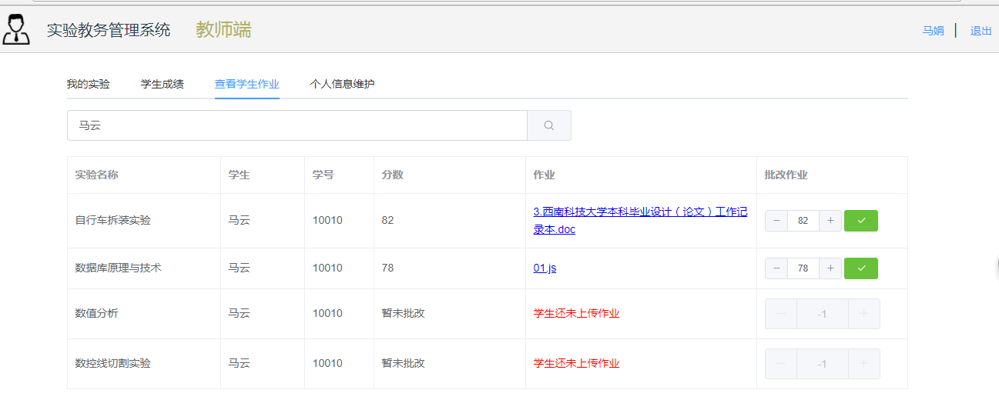 实验教务管理系统 教师端 马娟 | 退出
我的实验 学生成绩 查看学生作业 个人信息维护
马云
实验名称 学生 学号 分数 作业 批改作业
自行车拆装实验 马云 10010 82 3.西南科技大学本科毕业设计（论文）工作记 82
录本.doc
数据库原理与技术 马云 10010 78 01.js 78
数值分析 马云 10010 暂未批改 学生还未上传作业 -1
数控线切割实验 马云 10010 暂未批改 学生还未上传作业 -1